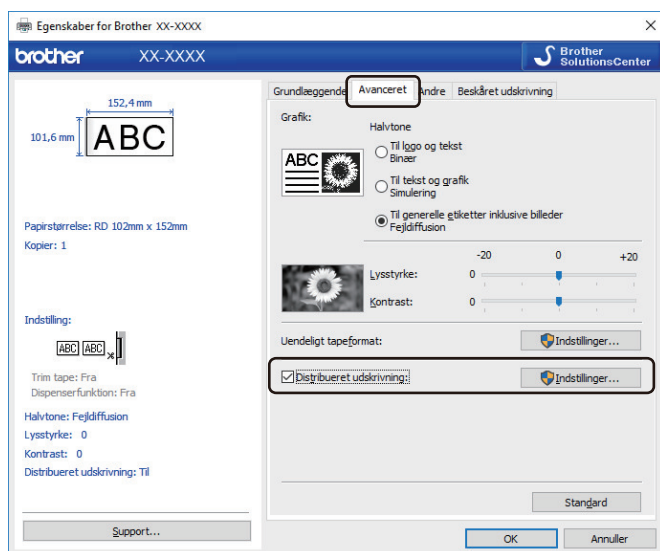 Egenskaber for Brother XX-XXXX
brother XX-XXXX
Brother
SolutionsCenter
152,4 mm
101,6 mm
ABC
Papirstørrelse: RD 102mm x 152mm
Kopier: 1
Indstilling:
ABC ABC
Trim tape: Fra
Dispenserfunktion: Fra
Halvtone: Fejldiffusion
Lysstyrke: 0
Kontrast: 0
Distribueret udskrivning: Til
Support...
Grundlæggende Avanceret Andre Beskåret udskrivning
Grafik:
ABC
Halvtone
Til logo og tekst
Binær
Til tekst og grafik
Simulering
Til generelle etiketter inklusive billeder
Fejldiffusion
-20 0 +20
Lysstyrke: 0
Kontrast: 0
Uendeligt tapeformat: Indstillinger...
Distribueret udskrivning: Indstillinger...
Standard
OK Annuller